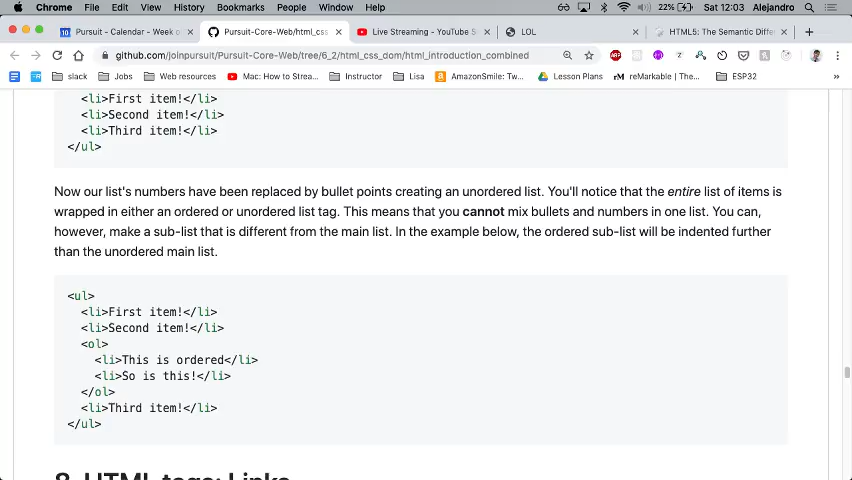 Chrome File Edit View History Bookmarks People Window Help 22% Sat 12:03 Alejandro
Pursuit - Calendar - Week o
Pursuit-Core-Web/html_css
Live Streaming - YouTube S
LOL
HTML5: The Semantic Diffe
github.com/joinpursuit/Pursuit-Core-Web/tree/6_2/html_css_dom/html_introduction_combined
slack Jobs Web resources Mac: How to Strea... Instructor Lisa AmazonSmile: Tw... Lesson Plans rM reMarkable | The... ESP32
<li>First item!</li>
<li>Second item!</li>
<li>Third item!</li>
</ul>
Now our list's numbers have been replaced by bullet points creating an unordered list. You'll notice that the entire list of items is
wrapped in either an ordered or unordered list tag. This means that you cannot mix bullets and numbers in one list. You can,
however, make a sub-list that is different from the main list. In the example below, the ordered sub-list will be indented further
than the unordered main list.
<ul>
<li>First item!</li>
<li>Second item!</li>
<ol>
<li>This is ordered</li>
<li>So is this!</li>
</ol>
<li>Third item!</li>
</ul>
8. HTML tags: Links